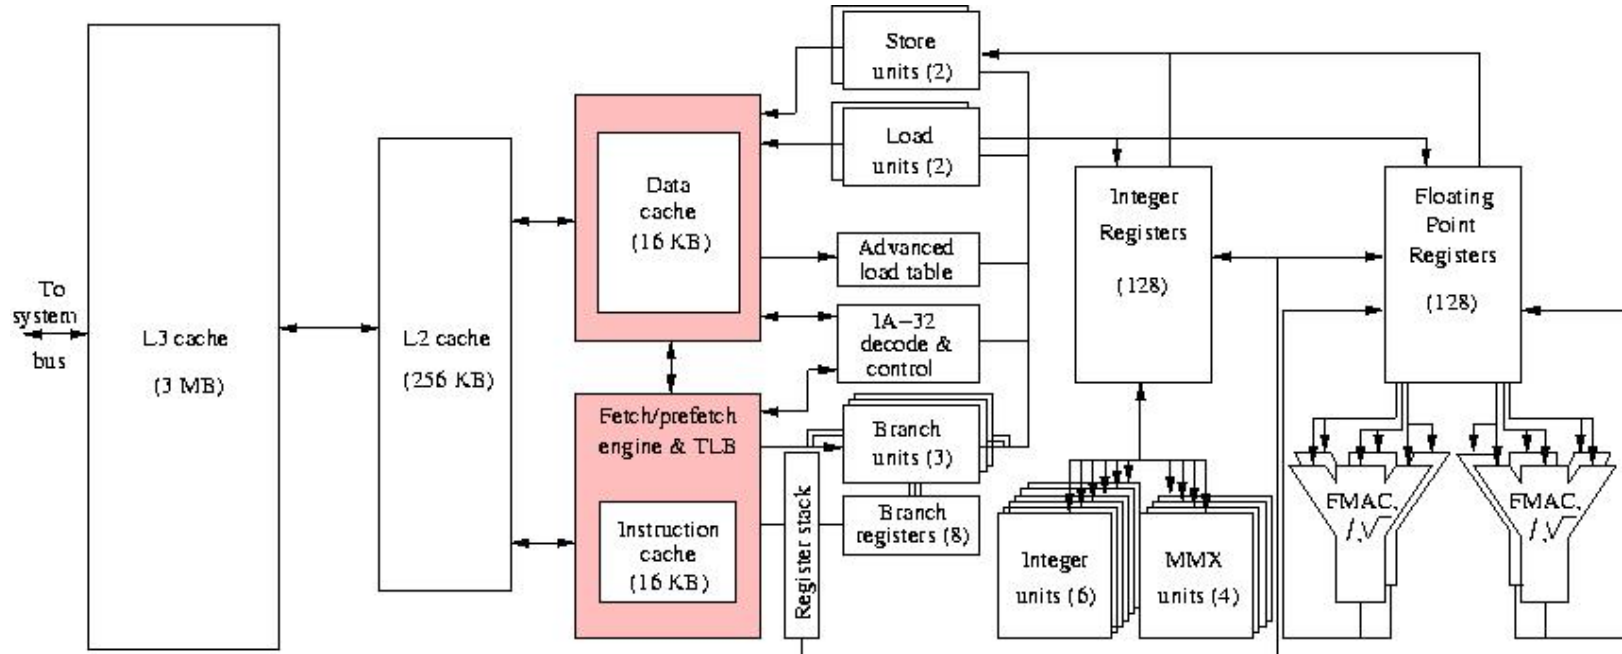 To
system
bus
L3 cache
(3 MB)
L2 cache
(256 KB)
Data
cache
(16 KB)
Fetch/prefetch
engine & TLB
Instruction
cache
(16 KB)
Store
units (2)
Load
units (2)
Advanced
load table
IA-32
decode &
control
Branch
units (3)
Branch
registers (8)
Register stack
Integer
Registers
(128)
Floating
Point
Registers
(128)
Integer
units (6)
MMX
units (4)
FMAC,
/,√
FMAC,
/,√